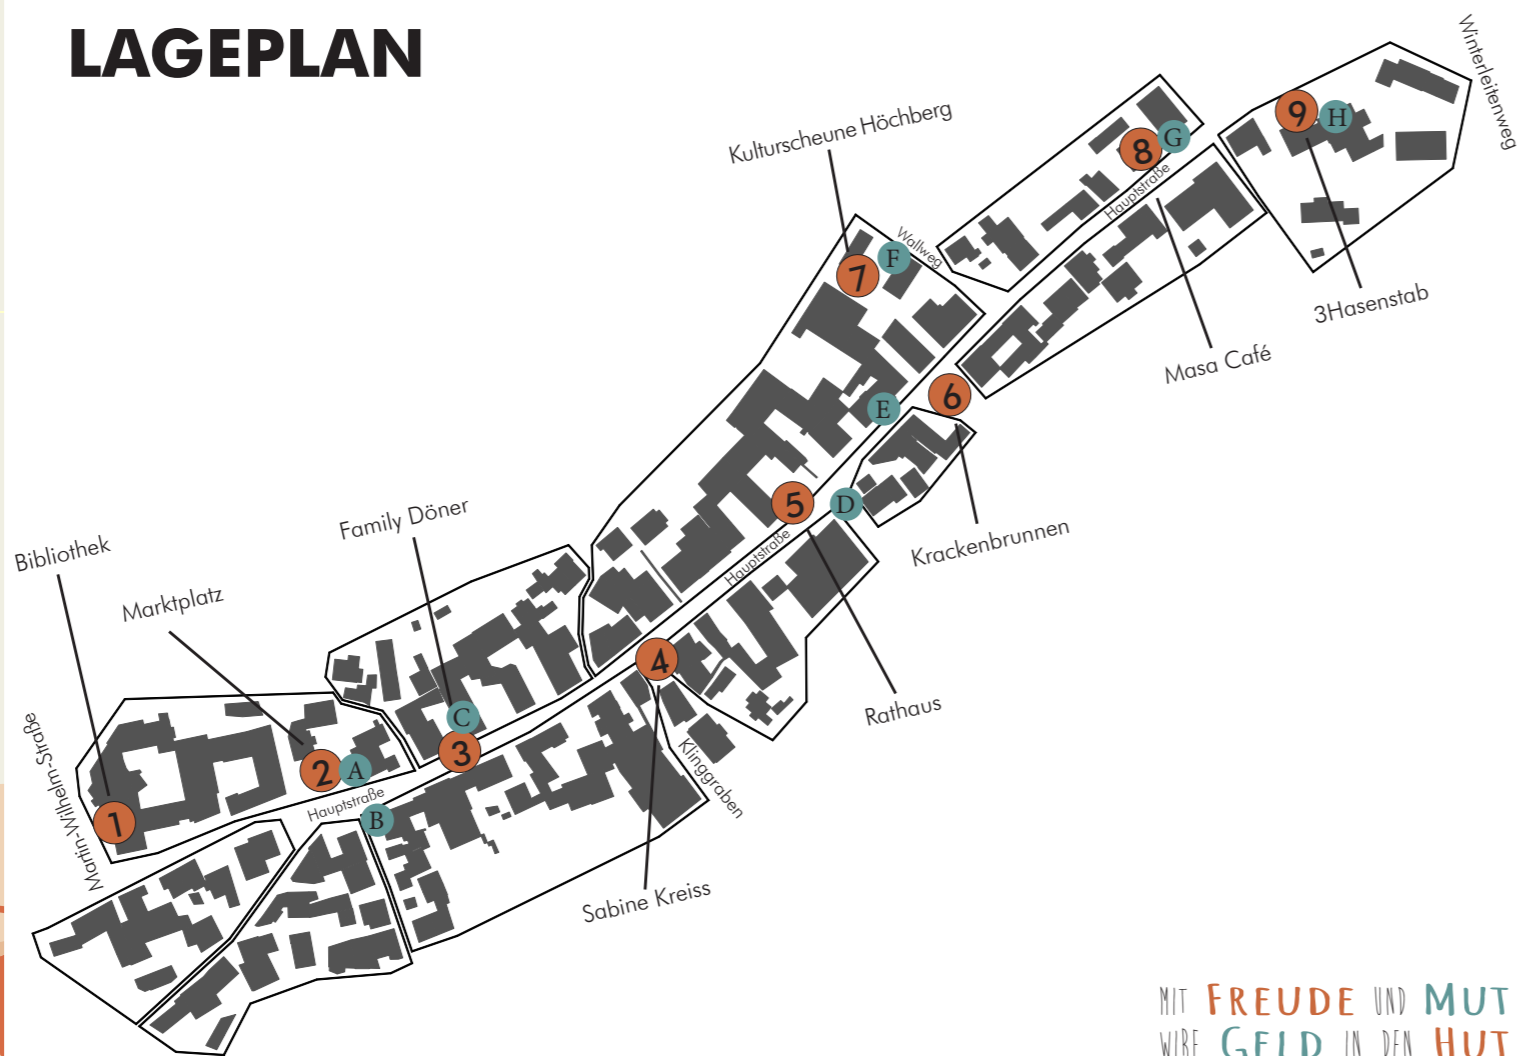 LAGEPLAN
Winterleitenweg
Kulturscheune Höchberg
9 H
8 G
Hauptstraße
Wallweg
7 F
3Hasenstab
Masa Café
6
E
5 D
Family Döner
Krackenbrunnen
Hauptstraße
Bibliothek
Marktplatz
4
Rathaus
C
3
Martin-Wilhelm-Straße
2 A
Klinggraben
Hauptstraße
1
B
Sabine Kreiss
MIT FREUDE UND MUT
WIRF GELD IN DEN HUT